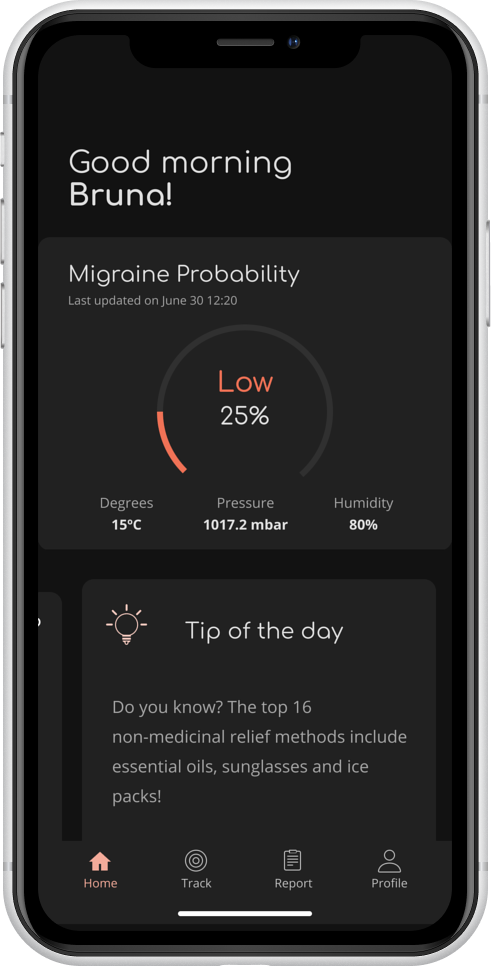 Good morning
Bruna!
Migraine Probability
Last updated on June 30 12:20
Low
25%
Degrees
Pressure
Humidity
15ºC
1017.2 mbar
80%
Tip of the day
Do you know? The top 16
non-medicinal relief methods include
essential oils, sunglasses and ice
packs!
Home
Track
Report
Profile